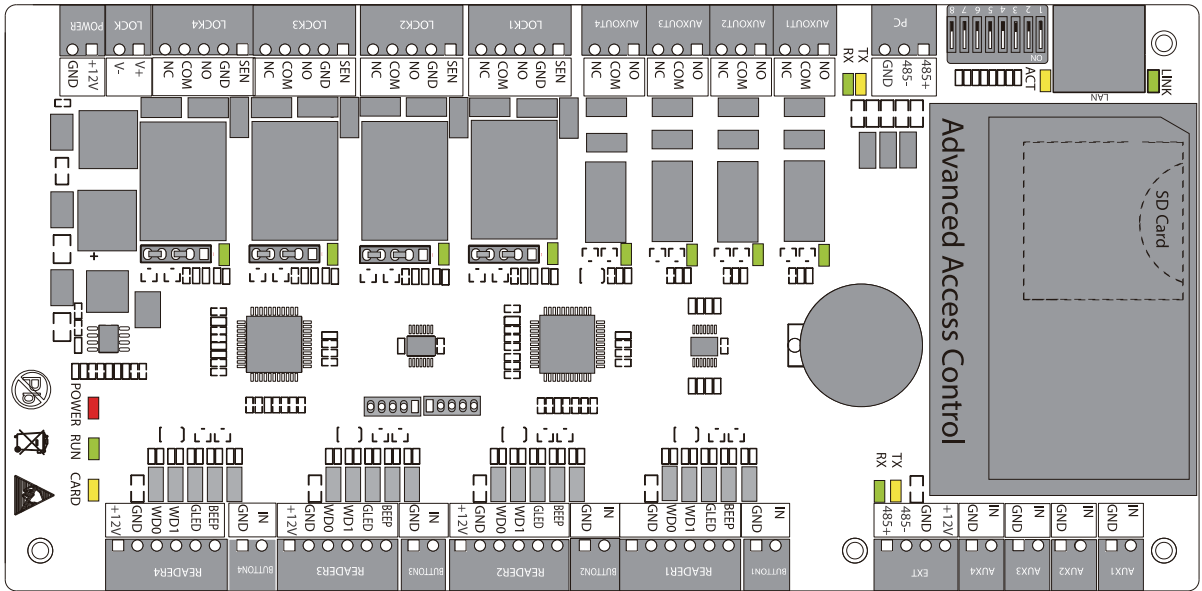 POWER
LOCK
LOCK4
LOCK3
LOCK2
LOCK1
AUXOUT4
AUXOUT3
AUXOUT2
AUXOUT1
PC
8 7 6 5 4 3 2 1
ON
GND +12V
V- V+
NC COM NO GND SEN
NC COM NO GND SEN
NC COM NO GND SEN
NC COM NO GND SEN
NC COM NO
NC COM NO
NC COM NO
NC COM NO
RX TX
GND 485- 485+
ACT
LINK
LAN
Advanced Access Control
SD Card
+
Pb
POWER
RUN
CARD
RX TX
+12V GND WD0 WD1 GLED BEEP
GND IN
+12V GND WD0 WD1 GLED BEEP
GND IN
+12V GND WD0 WD1 GLED BEEP
GND IN
GND WD0 WD1 GLED BEEP
+12V
GND IN
485+ 485- GND +12V
GND IN
GND IN
GND IN
GND IN
READER4
BUTTON4
READER3
BUTTON3
READER2
BUTTON2
READER1
BUTTON1
EXT
AUX4
AUX3
AUX2
AUX1